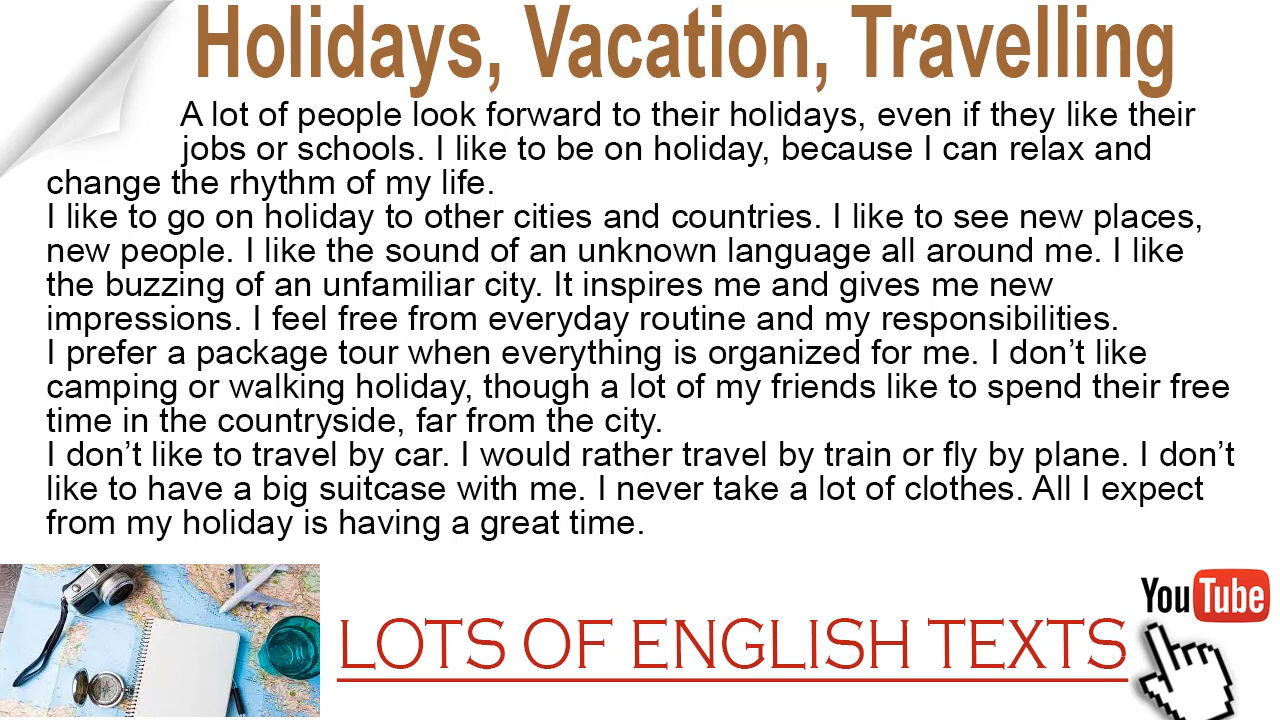 Holidays, Vacation, Travelling
A lot of people look forward to their holidays, even if they like their
jobs or schools. I like to be on holiday, because I can relax and
change the rhythm of my life.
I like to go on holiday to other cities and countries. I like to see new places,
new people. I like the sound of an unknown language all around me. I like
the buzzing of an unfamiliar city. It inspires me and gives me new
impressions. I feel free from everyday routine and my responsibilities.
I prefer a package tour when everything is organized for me. I don’t like
camping or walking holiday, though a lot of my friends like to spend their free
time in the countryside, far from the city.
I don’t like to travel by car. I would rather travel by train or fly by plane. I don’t
like to have a big suitcase with me. I never take a lot of clothes. All I expect
from my holiday is having a great time.
YouTube
LOTS OF ENGLISH TEXTS